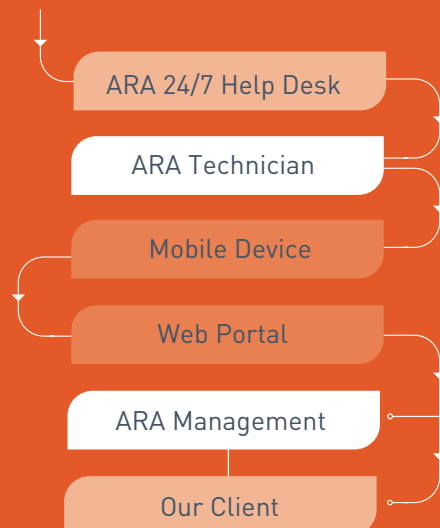 ARA 24/7 Help Desk
ARA Technician
Mobile Device
Web Portal
ARA Management
Our Client